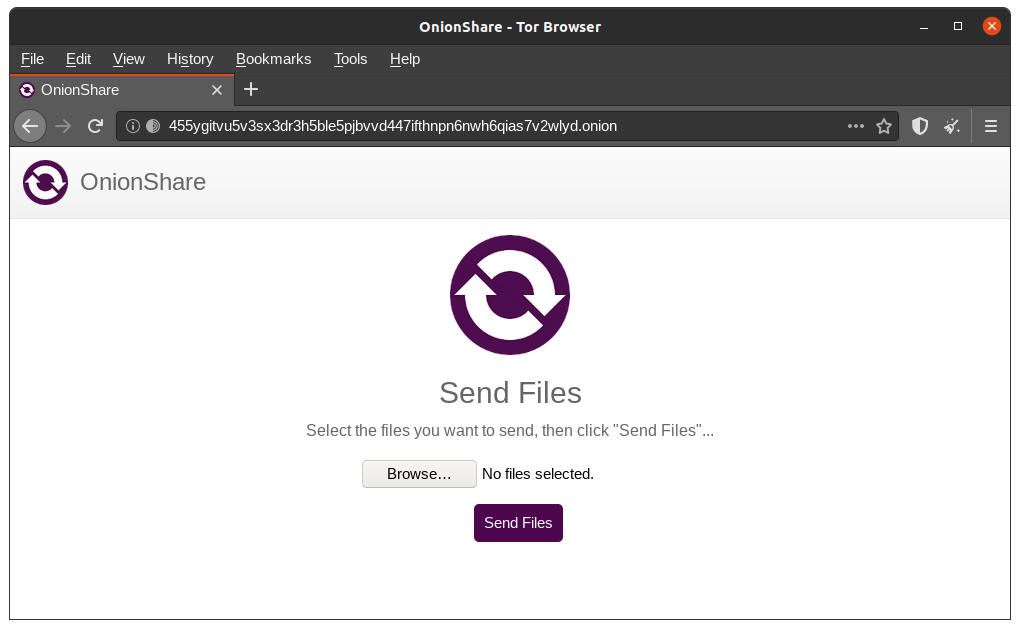 OnionShare - Tor Browser
File Edit View History Bookmarks Tools Help
OnionShare
455ygitvu5v3sx3dr3h5ble5pjbvvd447ifthnpn6nwh6qias7v2wlyd.onion
OnionShare
Send Files
Select the files you want to send, then click "Send Files"...
Browse… No files selected.
Send Files